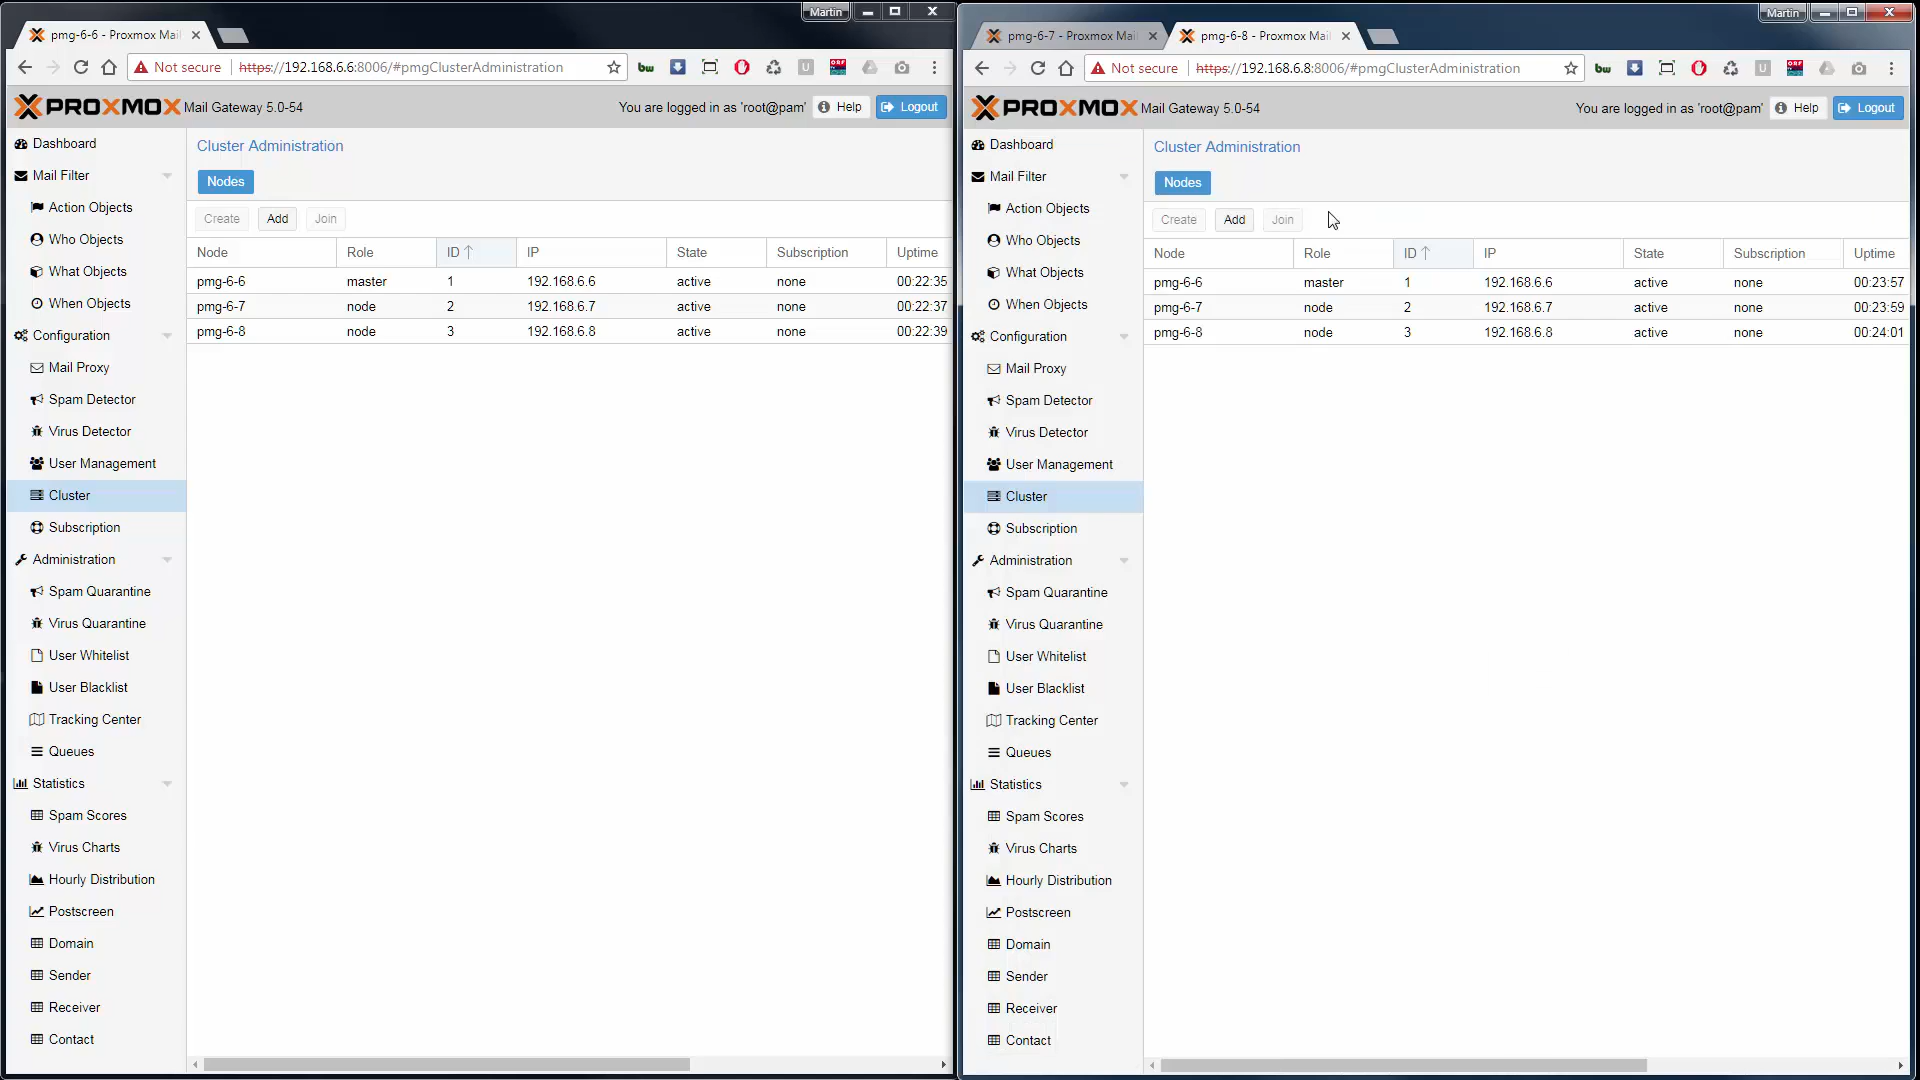 Martin
pmg-6-6 - Proxmox Mail
Not secure https://192.168.6.6:8006/#pmgClusterAdministration
PROXMOX Mail Gateway 5.0-54 You are logged in as 'root@pam' Help Logout
Dashboard
Mail Filter
Action Objects
Who Objects
What Objects
When Objects
Configuration
Mail Proxy
Spam Detector
Virus Detector
User Management
Cluster
Subscription
Administration
Spam Quarantine
Virus Quarantine
User Whitelist
User Blacklist
Tracking Center
Queues
Statistics
Spam Scores
Virus Charts
Hourly Distribution
Postscreen
Domain
Sender
Receiver
Contact
Cluster Administration
Nodes
Create Add Join
Node Role ID IP State Subscription Uptime
pmg-6-6 master 1 192.168.6.6 active none 00:22:35
pmg-6-7 node 2 192.168.6.7 active none 00:22:37
pmg-6-8 node 3 192.168.6.8 active none 00:22:39
Martin
pmg-6-7 - Proxmox Mail pmg-6-8 - Proxmox Mail
Not secure https://192.168.6.8:8006/#pmgClusterAdministration
PROXMOX Mail Gateway 5.0-54 You are logged in as 'root@pam' Help Logout
Dashboard
Mail Filter
Action Objects
Who Objects
What Objects
When Objects
Configuration
Mail Proxy
Spam Detector
Virus Detector
User Management
Cluster
Subscription
Administration
Spam Quarantine
Virus Quarantine
User Whitelist
User Blacklist
Tracking Center
Queues
Statistics
Spam Scores
Virus Charts
Hourly Distribution
Postscreen
Domain
Sender
Receiver
Contact
Cluster Administration
Nodes
Create Add Join
Node Role ID IP State Subscription Uptime
pmg-6-6 master 1 192.168.6.6 active none 00:23:57
pmg-6-7 node 2 192.168.6.7 active none 00:23:59
pmg-6-8 node 3 192.168.6.8 active none 00:24:01